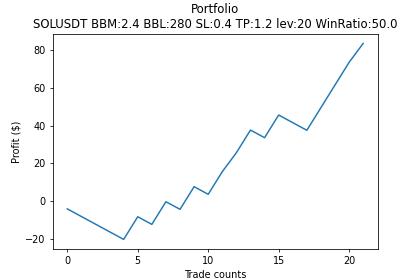 Portfolio
SOLUSDT BBM:2.4 BBL:280 SL:0.4 TP:1.2 lev:20 WinRatio:50.0
80
60
40
20
0
−20
Profit ($)
0 5 10 15 20
Trade counts